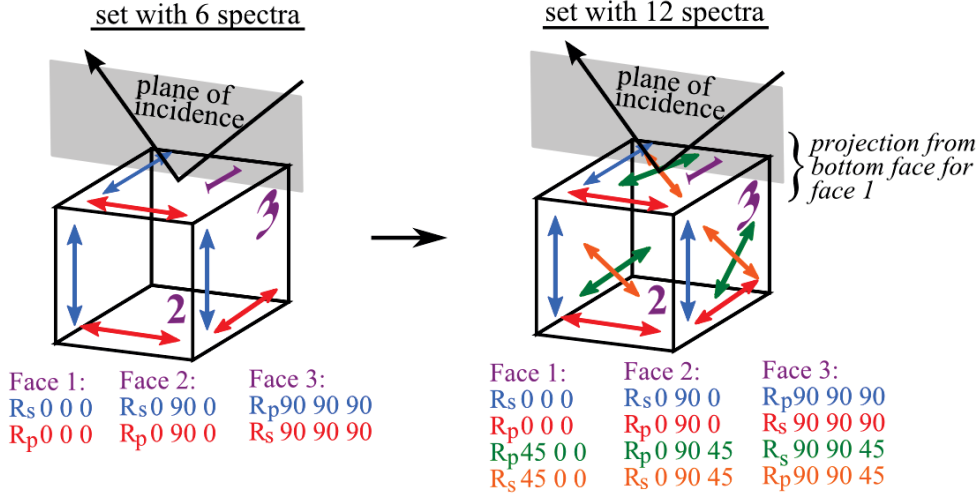 set with 6 spectra
plane of
incidence
1
3
2
Face 1:
Rs 0 0 0
Rp 0 0 0
Face 2:
Rs 0 90 0
Rp 0 90 0
Face 3:
Rp90 90 90
Rs 90 90 90
set with 12 spectra
plane of
incidence
projection from
bottom face for
face 1
1
3
2
Face 1:
Rs 0 0 0
Rp 0 0 0
Rp 45 0 0
Rs 45 0 0
Face 2:
Rs 0 90 0
Rp 0 90 0
Rp 0 90 45
Rs 0 90 45
Face 3:
Rp90 90 90
Rs 90 90 90
Rs 90 90 45
Rp 90 90 45